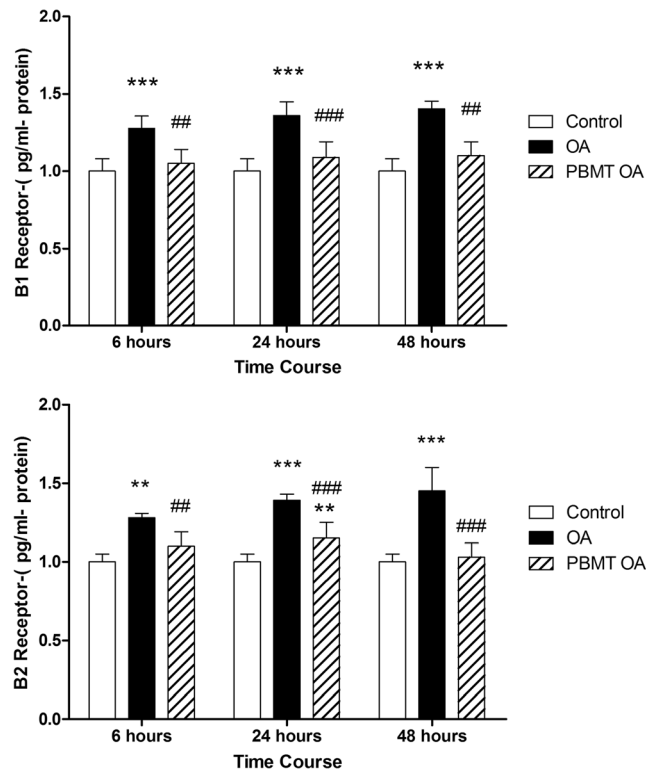 2.0
1.5
1.0
0.5
0.0
B1 Receptor-( pg/ml- protein)
*** ## *** ### *** ##
6 hours 24 hours 48 hours
Time Course
Control
OA
PBMT OA
2.0
1.5
1.0
0.5
0.0
B2 Receptor-( pg/ml- protein)
** ## *** ### ** *** ###
6 hours 24 hours 48 hours
Time Course
Control
OA
PBMT OA